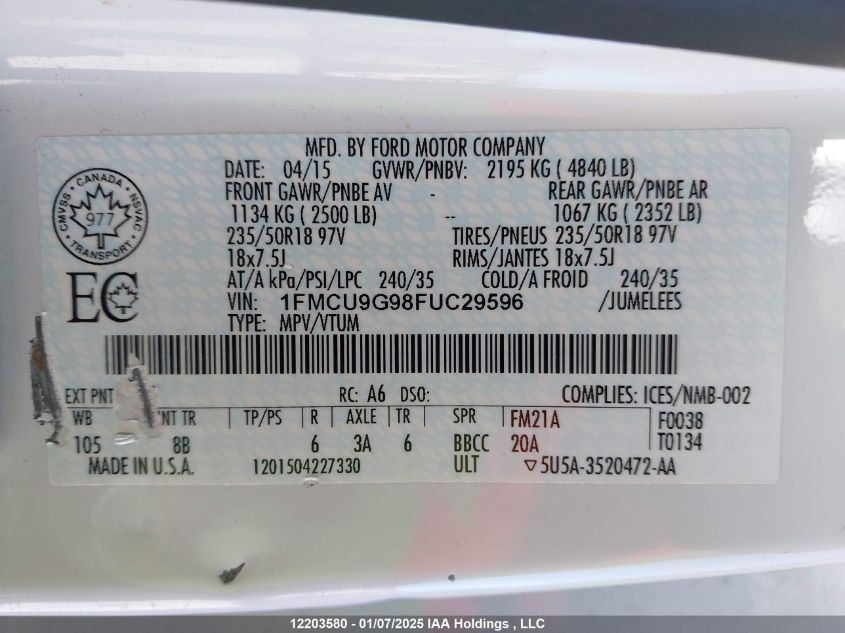 MFD. BY FORD MOTOR COMPANY
DATE: 04/15 GVWR/PNBV: 2195 KG ( 4840 LB)
FRONT GAWR/PNBE AV - REAR GAWR/PNBE AR
1134 KG ( 2500 LB) -- 1067 KG ( 2352 LB)
235/50R18 97V TIRES/PNEUS 235/50R18 97V
18x7.5J RIMS/JANTES 18x7.5J
AT/A kPa/PSI/LPC 240/35 COLD/A FROID 240/35
VIN: 1FMCU9G98FUC29596 /JUMELEES
TYPE: MPV/VTUM
CANADA
CMVSS 977 NSVAC
TRANSPORT
EC
EXT PNT RC: A6 DSO: COMPLIES: ICES/NMB-002
WB NT TR TP/PS R AXLE TR SPR FM21A F0038
105 8B 6 3A 6 BBCC 20A T0134
MADE IN U.S.A. 1201504227330 ULT ▽5U5A-3520472-AA
12203580 - 01/07/2025 IAA Holdings , LLC